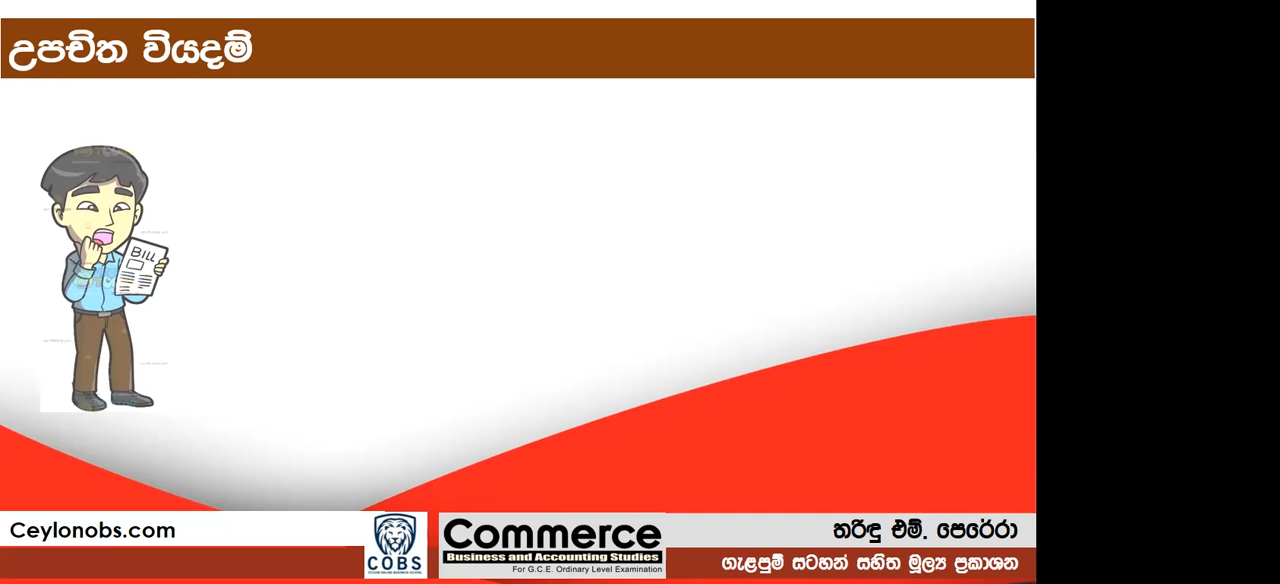 උපචිත වියදම්
BILL
Ceylonobs.com
COBS
Commerce
Business and Accounting Studies
For G.C.E. Ordinary Level Examination
තරිඳු එම්. පෙරේරා
ගැළපුම් සටහන් සහිත මූල්‍ය ප්‍රකාශන